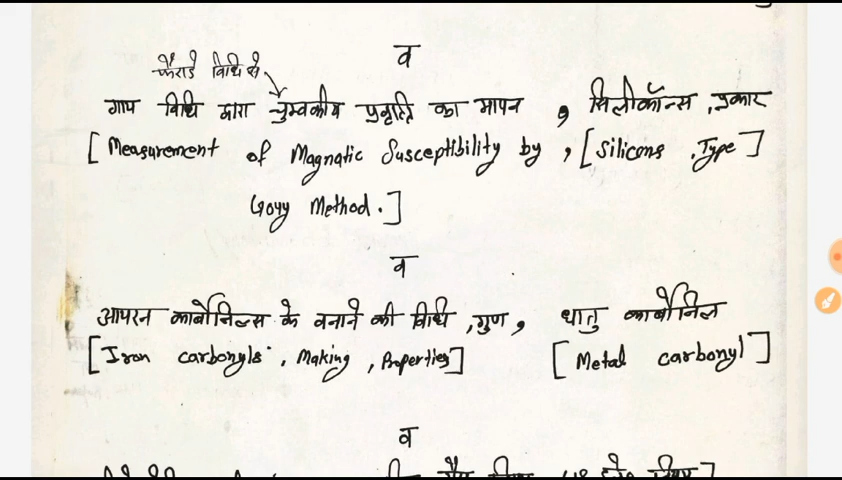 व
फैराडे विधि से
गाय विधि द्वारा चुम्बकीय प्रवृत्ति का मापन , सिलीकॉन्स , प्रकार
[ Measurement of Magnatic Susceptibility by , [ Silicons , Type ]
Gouy Method . ]
व
आयरन कार्बोनिल्स के बनाने की विधि , गुण , धातु कार्बोनिल
[ Iron carbonyls , Making , Properties ] [ Metal carbonyl ]
व